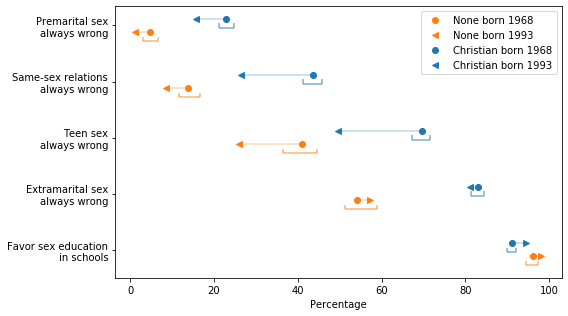 Premarital sex
always wrong
Same-sex relations
always wrong
Teen sex
always wrong
Extramarital sex
always wrong
Favor sex education
in schools
None born 1968
None born 1993
Christian born 1968
Christian born 1993
0 20 40 60 80 100
Percentage